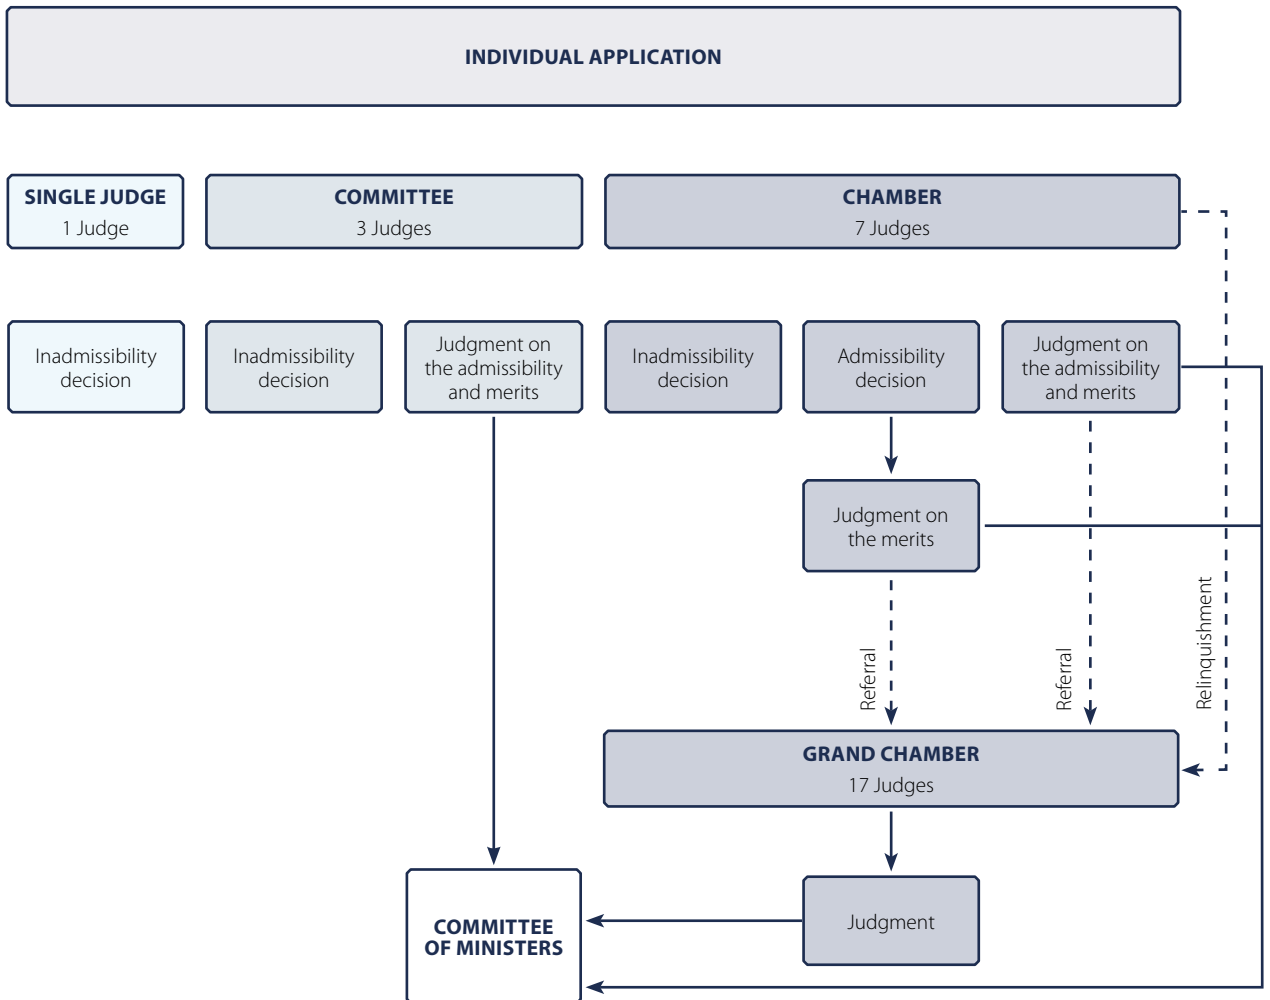 INDIVIDUAL APPLICATION
SINGLE JUDGE
1 Judge
COMMITTEE
3 Judges
CHAMBER
7 Judges
Inadmissibility
decision
Inadmissibility
decision
Judgment on
the admissibility
and merits
Inadmissibility
decision
Admissibility
decision
Judgment on
the admissibility
and merits
Judgment on
the merits
Referral
Referral
Relinquishment
GRAND CHAMBER
17 Judges
Judgment
COMMITTEE
OF MINISTERS